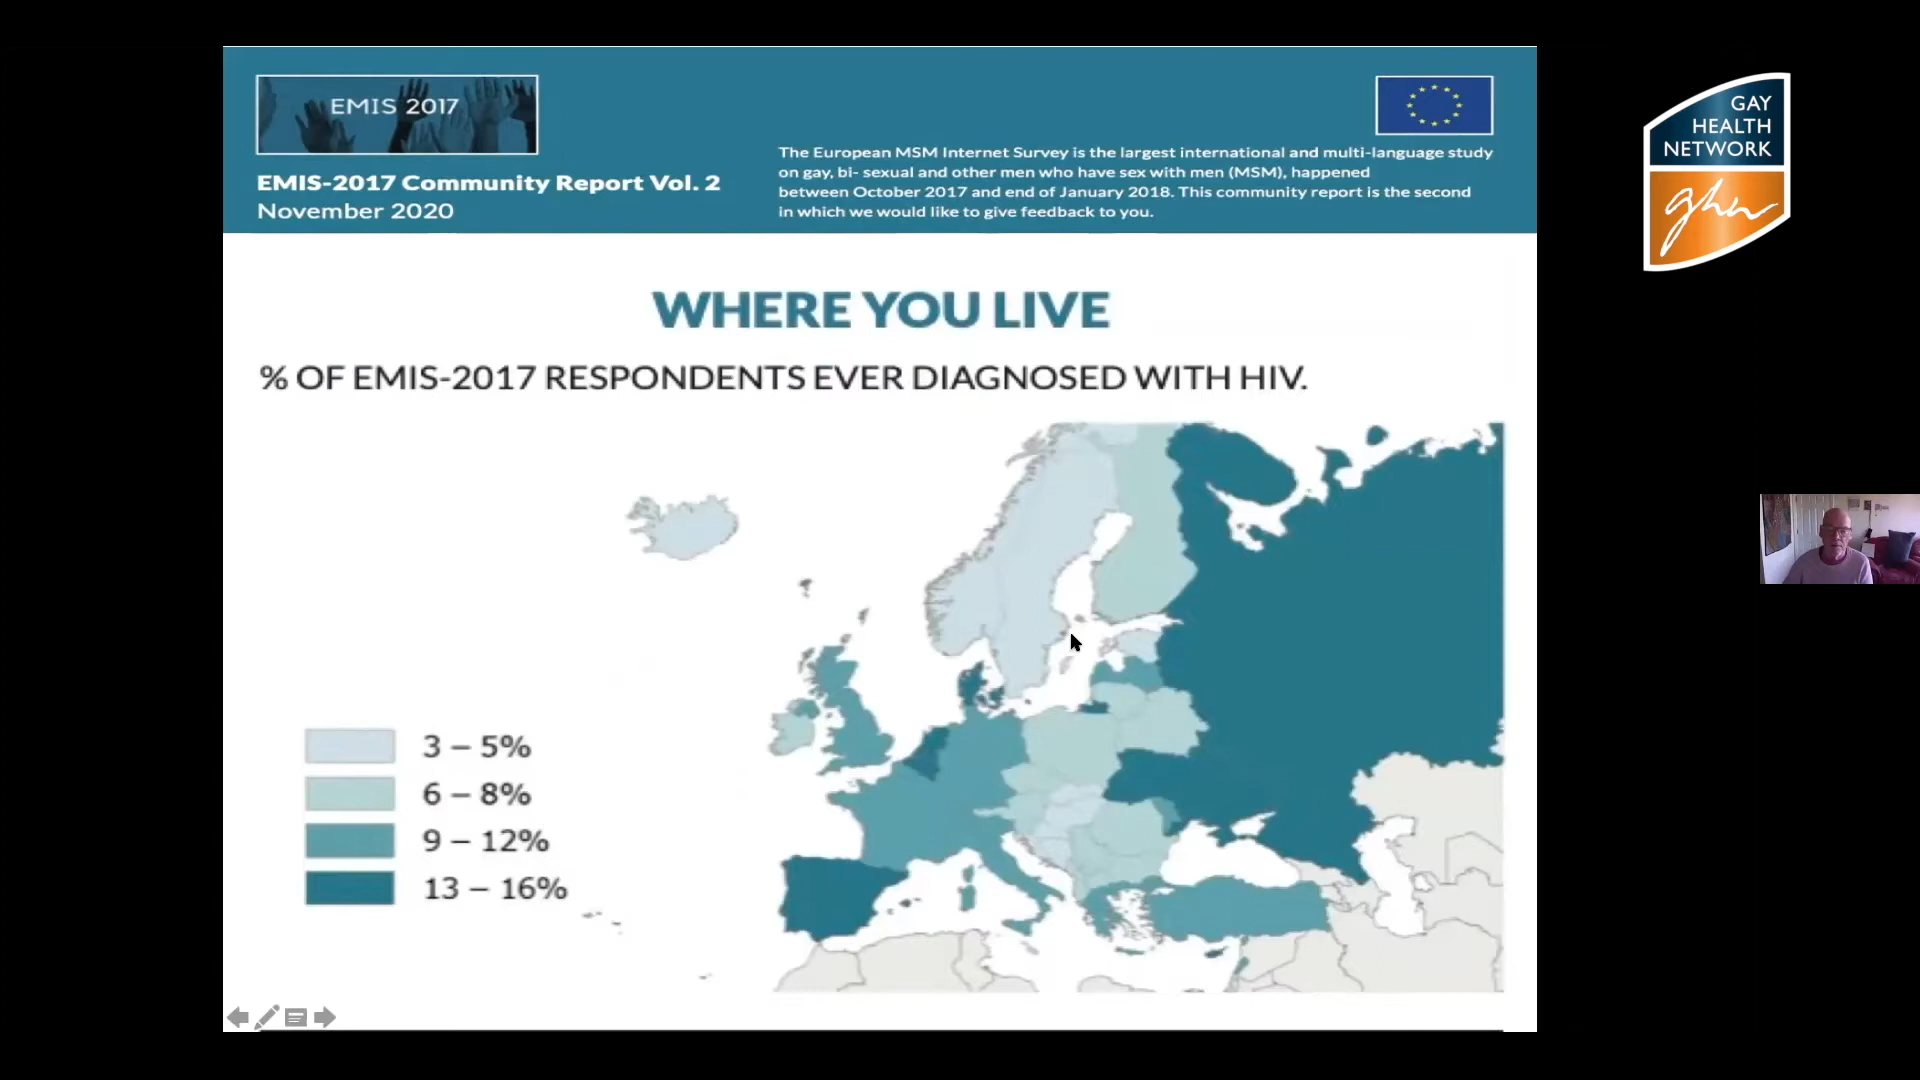 EMIS 2017
EMIS-2017 Community Report Vol. 2
November 2020
The European MSM Internet Survey is the largest international and multi-language study
on gay, bi- sexual and other men who have sex with men (MSM), happened
between October 2017 and end of January 2018. This community report is the second
in which we would like to give feedback to you.
GAY
HEALTH
NETWORK
ghn
WHERE YOU LIVE
% OF EMIS-2017 RESPONDENTS EVER DIAGNOSED WITH HIV.
3 – 5%
6 – 8%
9 – 12%
13 – 16%